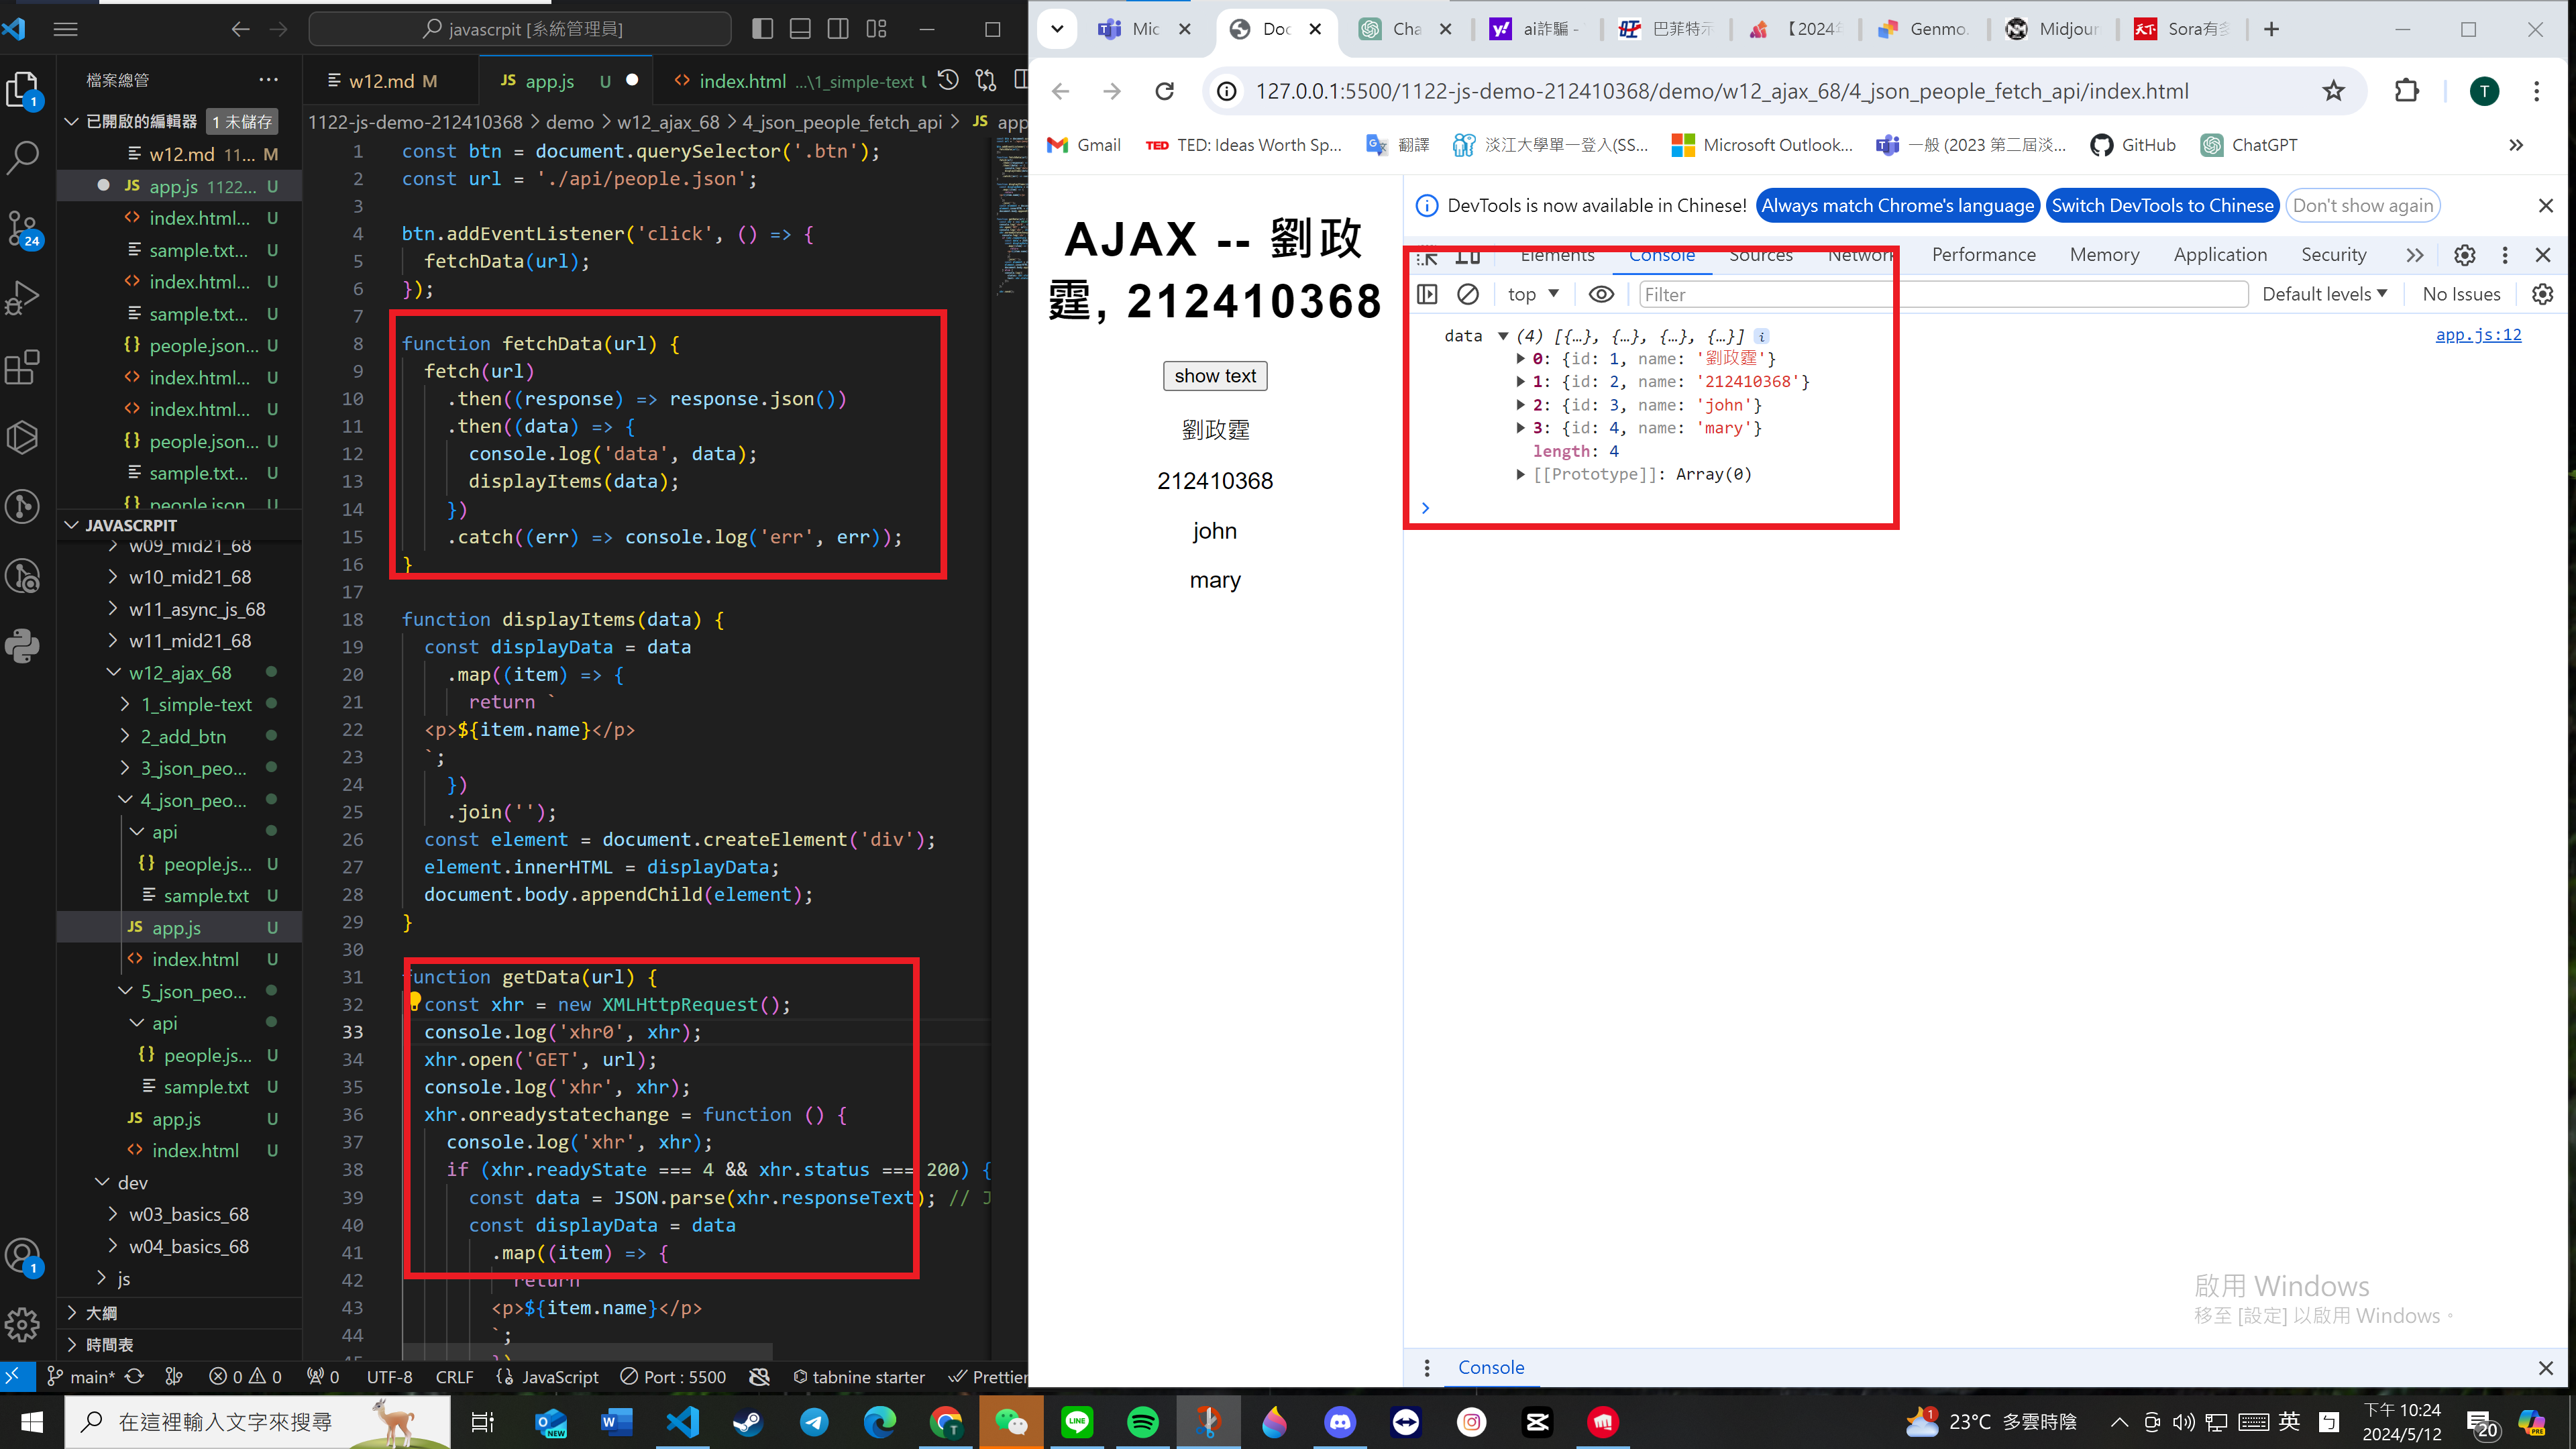 javascrpit [系統管理員]
檔案總管
已開啟的編輯器 1 未儲存
w12.md 11... M
app.js 1122... U
index.html... U
sample.txt... U
index.html... U
sample.txt... U
people.json... U
index.html... U
index.html... U
people.json... U
sample.txt... U
people.json U
JAVASCRPIT
w09_mid21_68
w10_mid21_68
w11_async_js_68
w11_mid21_68
w12_ajax_68
1_simple-text
2_add_btn
3_json_peo...
4_json_peo...
api
people.js... U
sample.txt U
app.js U
index.html U
5_json_peo...
api
people.js... U
sample.txt U
app.js U
index.html U
dev
w03_basics_68
w04_basics_68
js
大綱
時間表
w12.md M
app.js U
index.html ...\1_simple-text U
1122-js-demo-212410368 > demo > w12_ajax_68 > 4_json_people_fetch_api > JS app
1 const btn = document.querySelector('.btn');
2 const url = './api/people.json';
3
4 btn.addEventListener('click', () => {
5 fetchData(url);
6 });
7
8 function fetchData(url) {
9 fetch(url)
10 .then((response) => response.json())
11 .then((data) => {
12 console.log('data', data);
13 displayItems(data);
14 })
15 .catch((err) => console.log('err', err));
16 }
17
18 function displayItems(data) {
19 const displayData = data
20 .map((item) => {
21 return `
22 <p>${item.name}</p>
23 `;
24 })
25 .join('');
26 const element = document.createElement('div');
27 element.innerHTML = displayData;
28 document.body.appendChild(element);
29 }
30
31 function getData(url) {
32 const xhr = new XMLHttpRequest();
33 console.log('xhr0', xhr);
34 xhr.open('GET', url);
35 console.log('xhr', xhr);
36 xhr.onreadystatechange = function () {
37 console.log('xhr', xhr);
38 if (xhr.readyState === 4 && xhr.status === 200) {
39 const data = JSON.parse(xhr.responseText); // J
40 const displayData = data
41 .map((item) => {
42 return
43 <p>${item.name}</p>
44 `;
main* 0 0 0 UTF-8 CRLF JavaScript Port : 5500 tabnine starter Prettier
Mic Doc Cha ai詐騙 - 巴菲特示 【2024年 Genmo. Midjour Sora有多
127.0.0.1:5500/1122-js-demo-212410368/demo/w12_ajax_68/4_json_people_fetch_api/index.html
T
Gmail TED: Ideas Worth Sp... 翻譯 淡江大學單一登入(SS... Microsoft Outlook... 一般 (2023 第二屆淡... GitHub ChatGPT
AJAX -- 劉政
霆, 212410368
show text
劉政霆
212410368
john
mary
DevTools is now available in Chinese! Always match Chrome's language Switch DevTools to Chinese Don't show again
Elements Console Sources Network Performance Memory Application Security
top Filter Default levels No Issues
data (4) [{…}, {…}, {…}, {…}] app.js:12
0: {id: 1, name: '劉政霆'}
1: {id: 2, name: '212410368'}
2: {id: 3, name: 'john'}
3: {id: 4, name: 'mary'}
length: 4
[[Prototype]]: Array(0)
啟用 Windows
移至 [設定] 以啟用 Windows。
Console
在這裡輸入文字來搜尋
23°C 多雲時陰
英
下午 10:24
2024/5/12
20